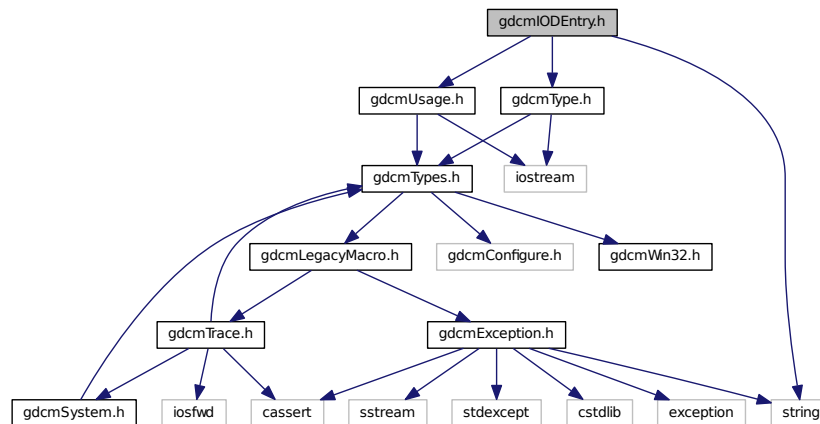 gdcmIODEntry.h
gdcmUsage.h
gdcmType.h
gdcmTypes.h
iostream
gdcmLegacyMacro.h
gdcmConfigure.h
gdcmWin32.h
gdcmTrace.h
gdcmException.h
gdcmSystem.h
iosfwd
cassert
sstream
stdexcept
cstdlib
exception
string